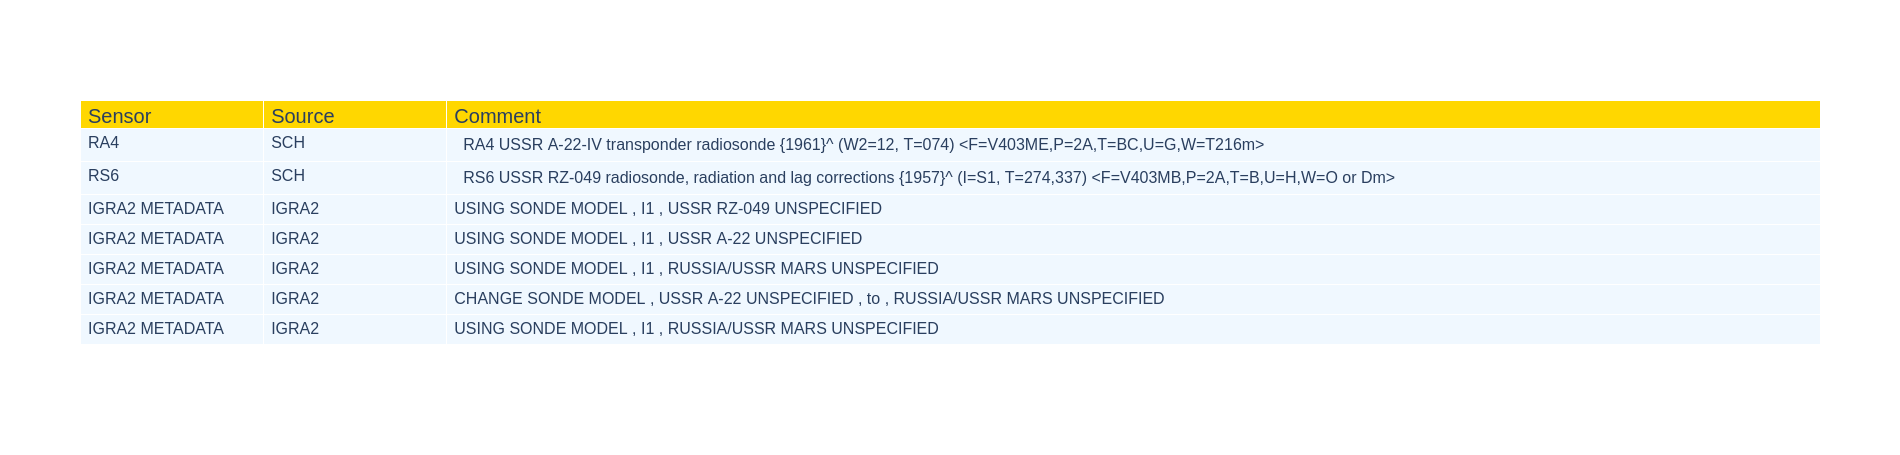 Sensor Source Comment
RA4 SCH RA4 USSR A-22-IV transponder radiosonde {1961}^ (W2=12, T=074) <F=V403ME,P=2A,T=BC,U=G,W=T216m>
RS6 SCH RS6 USSR RZ-049 radiosonde, radiation and lag corrections {1957}^ (I=S1, T=274,337) <F=V403MB,P=2A,T=B,U=H,W=O or Dm>
IGRA2 METADATA IGRA2 USING SONDE MODEL , I1 , USSR RZ-049 UNSPECIFIED
IGRA2 METADATA IGRA2 USING SONDE MODEL , I1 , USSR A-22 UNSPECIFIED
IGRA2 METADATA IGRA2 USING SONDE MODEL , I1 , RUSSIA/USSR MARS UNSPECIFIED
IGRA2 METADATA IGRA2 CHANGE SONDE MODEL , USSR A-22 UNSPECIFIED , to , RUSSIA/USSR MARS UNSPECIFIED
IGRA2 METADATA IGRA2 USING SONDE MODEL , I1 , RUSSIA/USSR MARS UNSPECIFIED